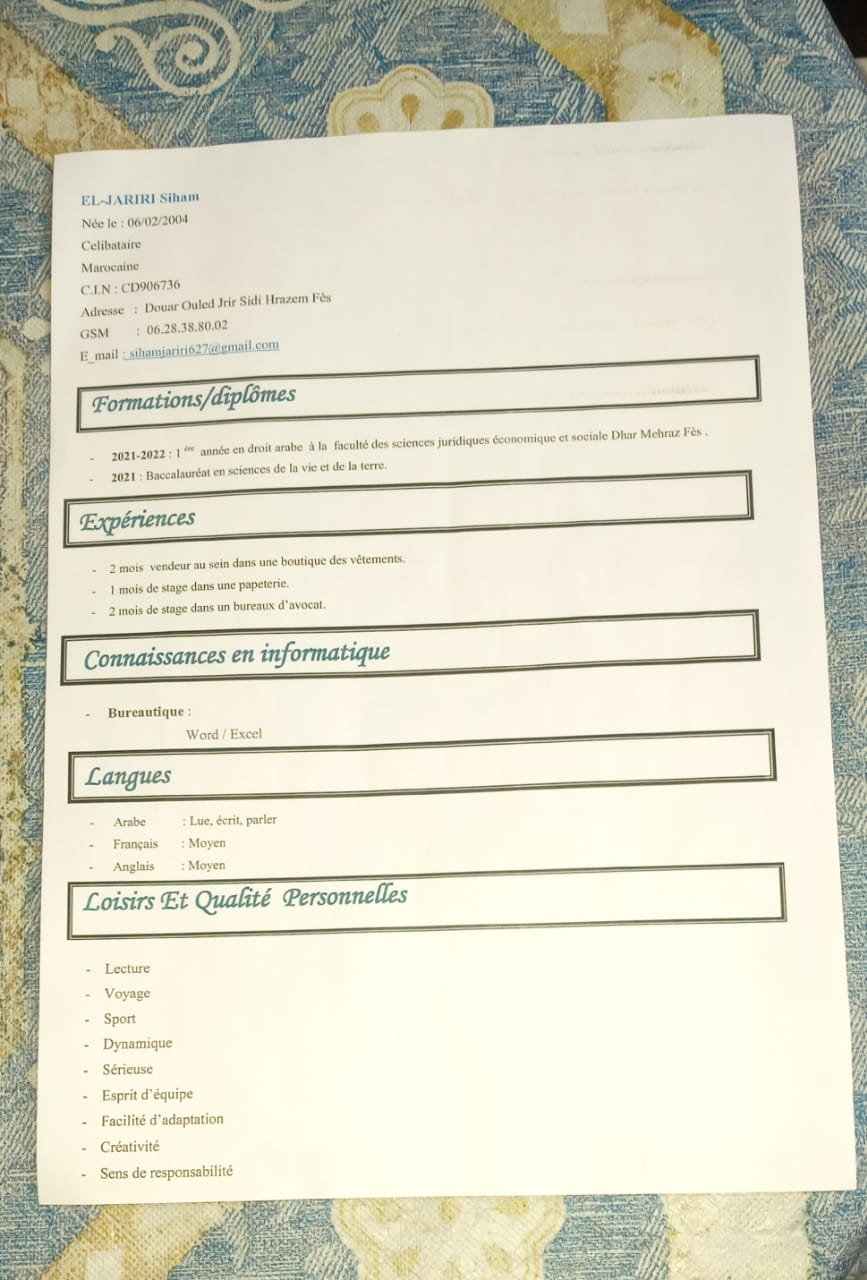 EL-JARIRI Siham
Née le : 06/02/2004
Celibataire
Marocaine
C.I.N : CD906736
Adresse : Douar Ouled Jrir Sidi Hrazem Fès
GSM : 06.28.38.80.02
E_mail : sihamjariri627@gmail.com
Formations/diplômes
- 2021-2022 : 1 ère année en droit arabe à la faculté des sciences juridiques économique et sociale Dhar Mehraz Fès .
- 2021 : Baccalauréat en sciences de la vie et de la terre.
Expériences
- 2 mois vendeur au sein dans une boutique des vêtements.
- 1 mois de stage dans une papeterie.
- 2 mois de stage dans un bureaux d’avocat.
Connaissances en informatique
- Bureautique :
Word / Excel
Langues
- Arabe : Lue, écrit, parler
- Français : Moyen
- Anglais : Moyen
Loisirs Et Qualité Personnelles
- Lecture
- Voyage
- Sport
- Dynamique
- Sérieuse
- Esprit d’équipe
- Facilité d’adaptation
- Créativité
- Sens de responsabilité